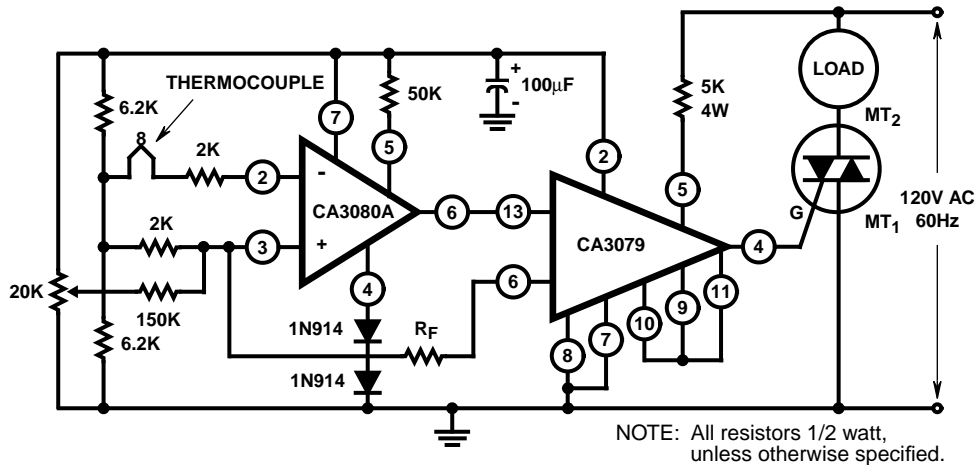 6.2K
THERMOCOUPLE
8
2K
2
2K
3
20K
150K
6.2K
7
50K
5
-
CA3080A
+
6
4
1N914
1N914
RF
+
100μF
-
13
6
2
5K
4W
5
CA3079
4
8
7
10
9
11
LOAD
MT2
G
MT1
120V AC
60Hz
NOTE: All resistors 1/2 watt,
unless otherwise specified.